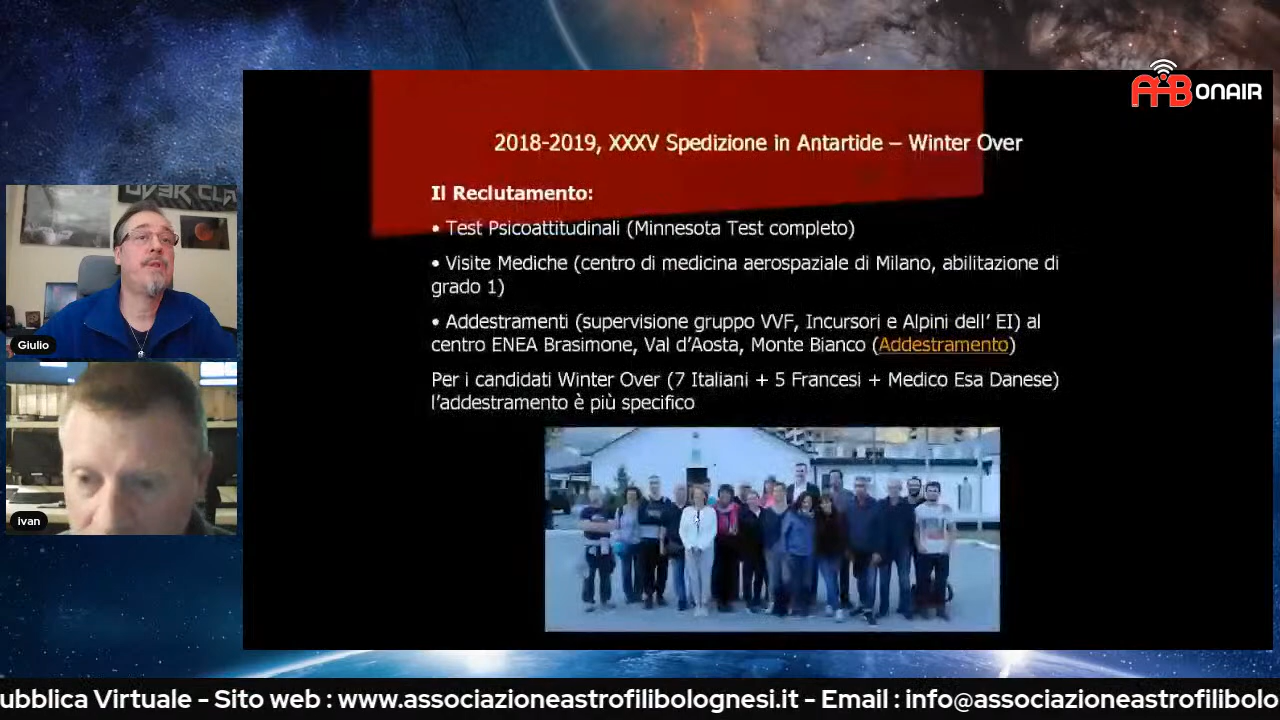 AAB ONAIR
2018-2019, XXXV Spedizione in Antartide – Winter Over
Il Reclutamento:
• Test Psicoattitudinali (Minnesota Test completo)
• Visite Mediche (centro di medicina aerospaziale di Milano, abilitazione di
grado 1)
• Addestramenti (supervisione gruppo VVF, Incursori e Alpini dell' EI) al
centro ENEA Brasimone, Val d'Aosta, Monte Bianco (Addestramento)
Per i candidati Winter Over (7 Italiani + 5 Francesi + Medico Esa Danese)
l'addestramento è più specifico
OVER CLA
Giulio
ivan
ubblica Virtuale - Sito web : www.associazioneastrofilibolognesi.it - Email : info@associazioneastrofilibolo